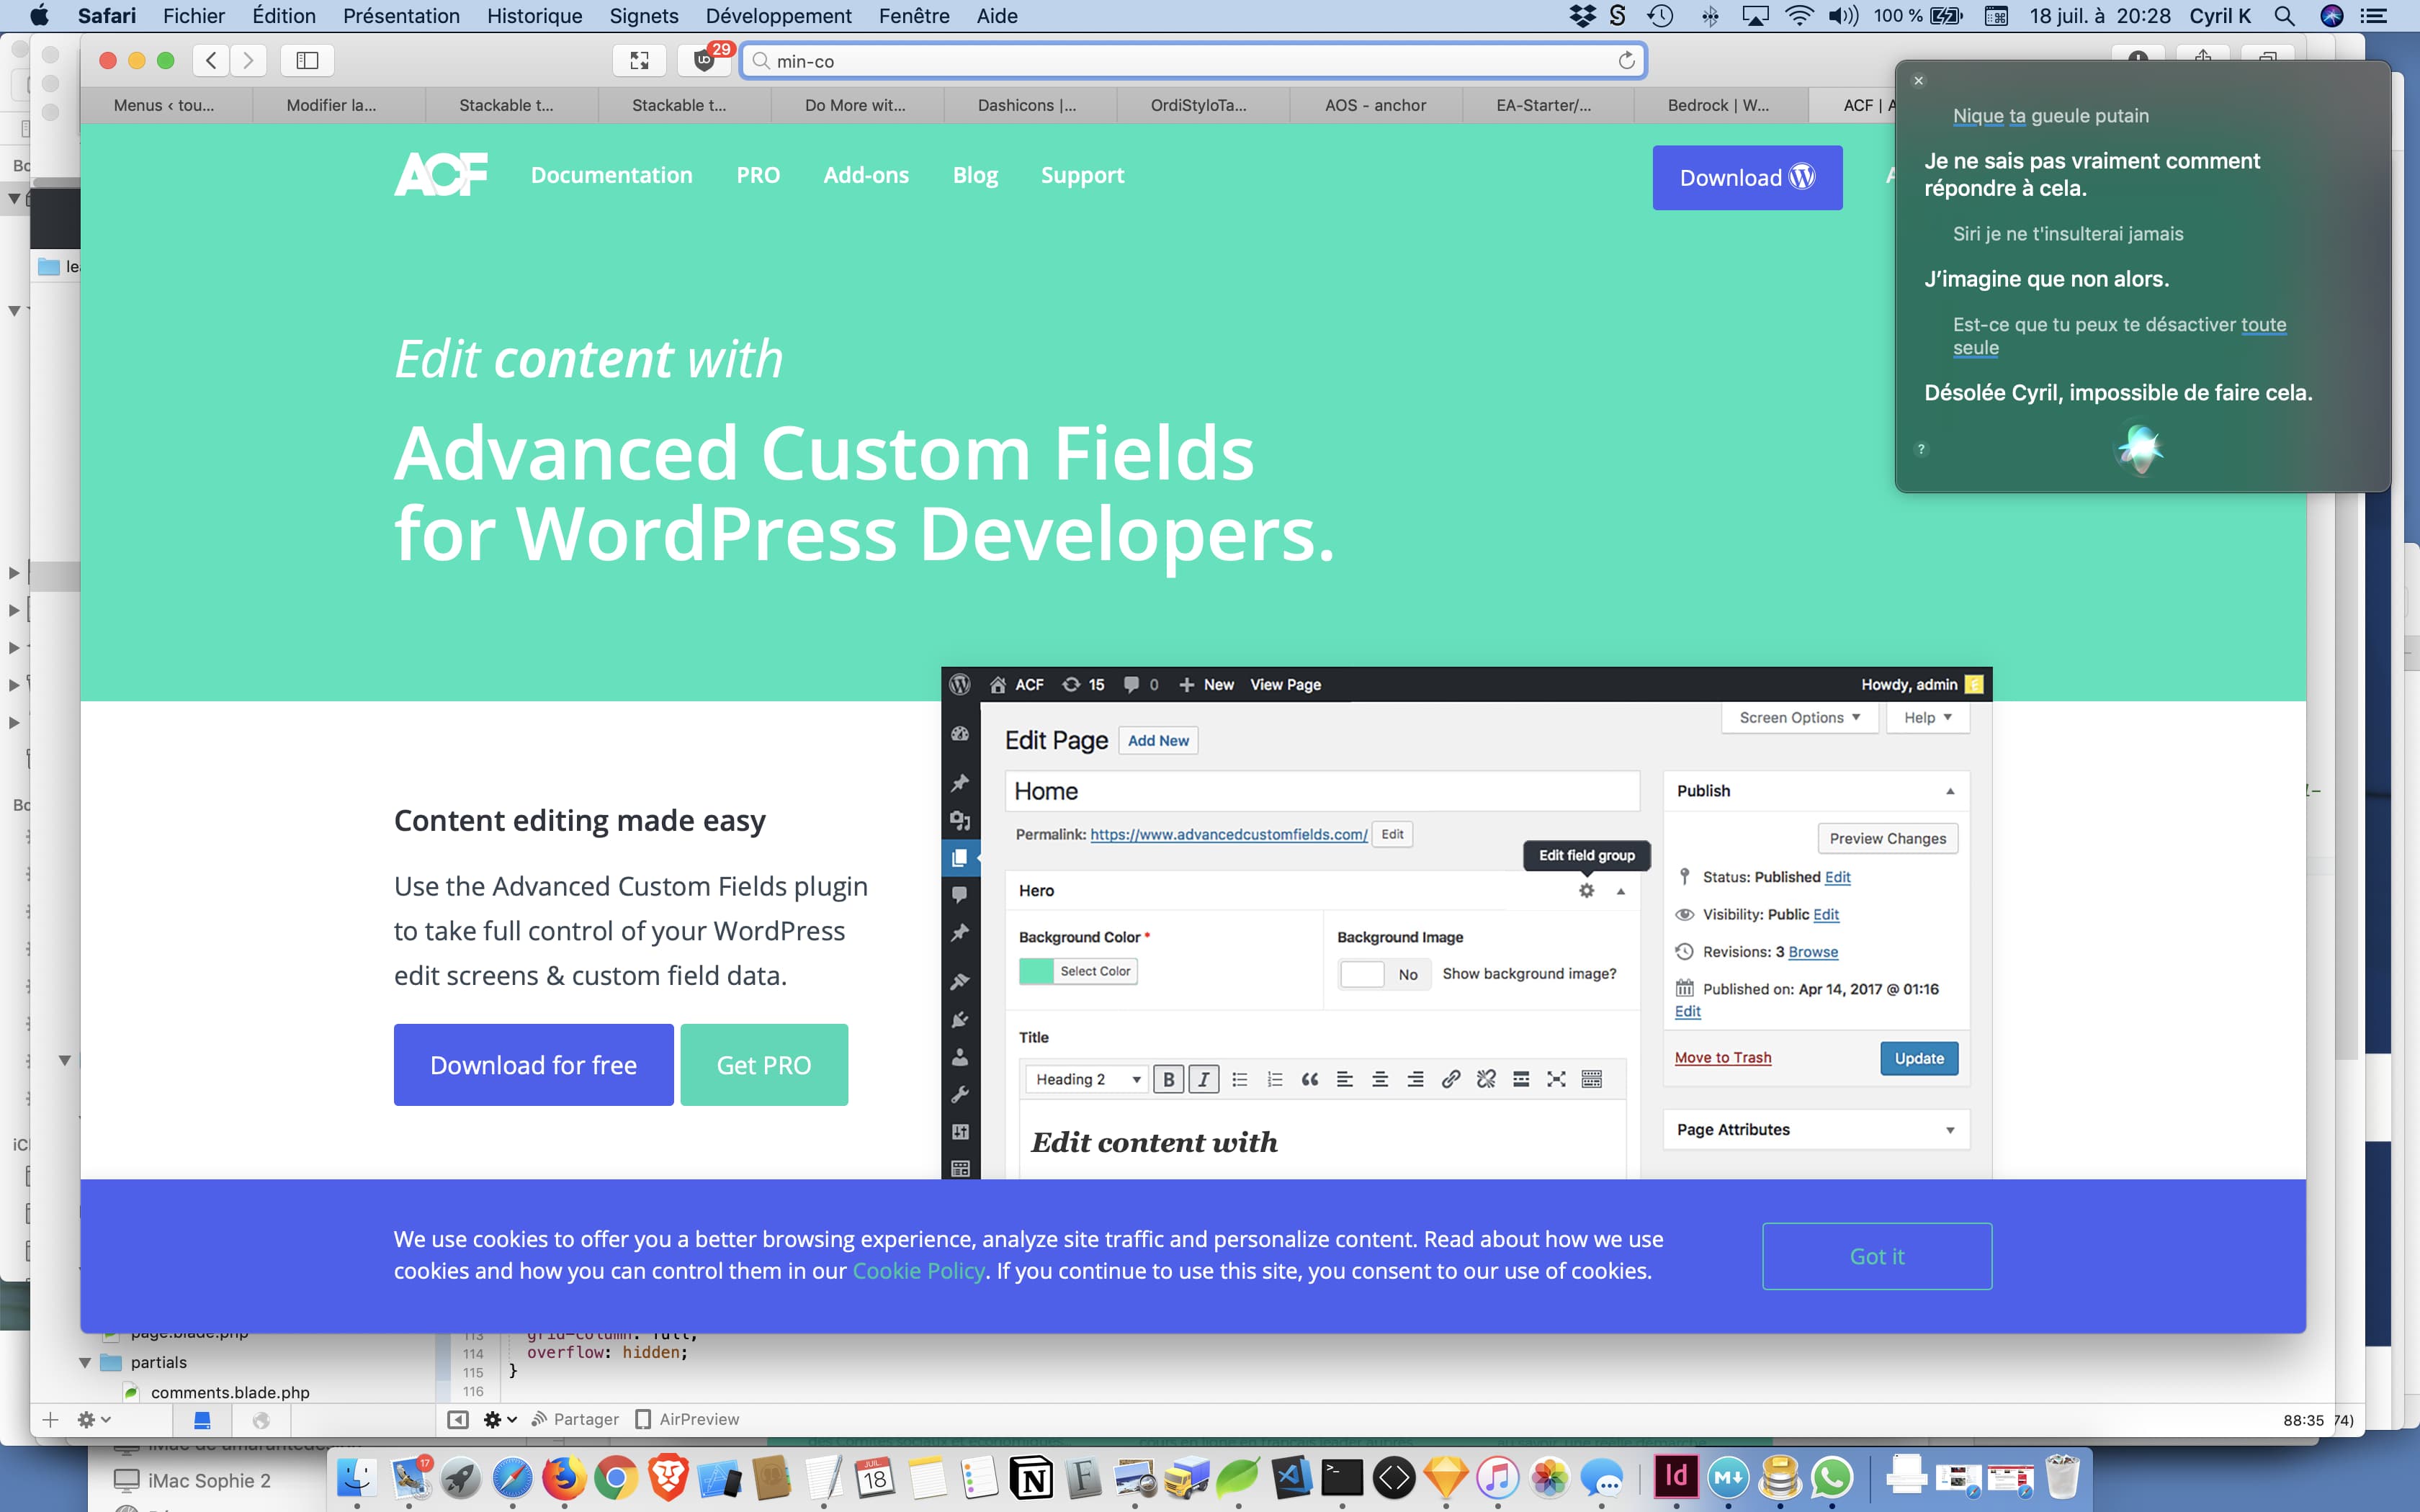 Safari Fichier Édition Présentation Historique Signets Développement Fenêtre Aide
100 % 18 juil. à 20:28 Cyril K
29
min-co
Menus ‹ tou... Modifier la... Stackable t... Stackable t... Do More wit... Dashicons |... OrdiStyloTa... AOS - anchor EA-Starter/... Bedrock | W... ACF | A
ACF Documentation PRO Add-ons Blog Support
Download
Nique ta gueule putain
Je ne sais pas vraiment comment
répondre à cela.
Siri je ne t'insulterai jamais
J’imagine que non alors.
Est-ce que tu peux te désactiver toute
seule
Désolée Cyril, impossible de faire cela.
?
Edit content with
Advanced Custom Fields
for WordPress Developers.
Content editing made easy
Use the Advanced Custom Fields plugin
to take full control of your WordPress
edit screens & custom field data.
Download for free Get PRO
ACF 15 0 New View Page Howdy, admin
Screen Options Help
Edit Page Add New
Home
Permalink: https://www.advancedcustomfields.com/ Edit
Edit field group
Hero
Background Color *
Select Color
Background Image
No Show background image?
Title
Heading 2 B I
Edit content with
Publish
Preview Changes
Status: Published Edit
Visibility: Public Edit
Revisions: 3 Browse
Published on: Apr 14, 2017 @ 01:16
Edit
Move to Trash Update
Page Attributes
We use cookies to offer you a better browsing experience, analyze site traffic and personalize content. Read about how we use
cookies and how you can control them in our Cookie Policy. If you continue to use this site, you consent to our use of cookies.
Got it
page.blade.php
partials
comments.blade.php
113 grid-column: full;
114 overflow: hidden;
115 }
116
Partager AirPreview
88:35 74)
iMac Sophie 2
17
JUIL.
18
N
F
Id
M